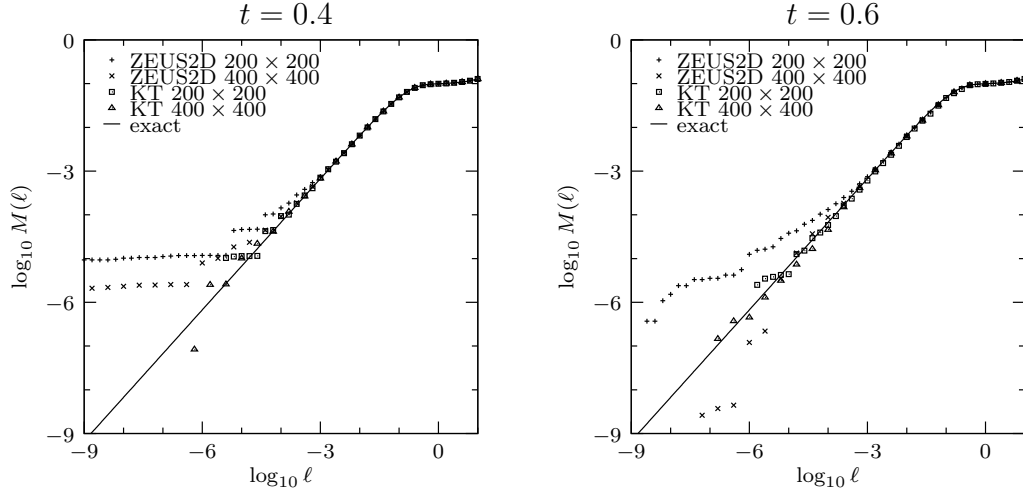 t = 0.4
0
−3
−6
−9
−9
−6
−3
0
log₁₀ M(ℓ)
log₁₀ ℓ
ZEUS2D 200 × 200
ZEUS2D 400 × 400
KT 200 × 200
KT 400 × 400
exact
t = 0.6
0
−3
−6
−9
−9
−6
−3
0
log₁₀ M(ℓ)
log₁₀ ℓ
ZEUS2D 200 × 200
ZEUS2D 400 × 400
KT 200 × 200
KT 400 × 400
exact